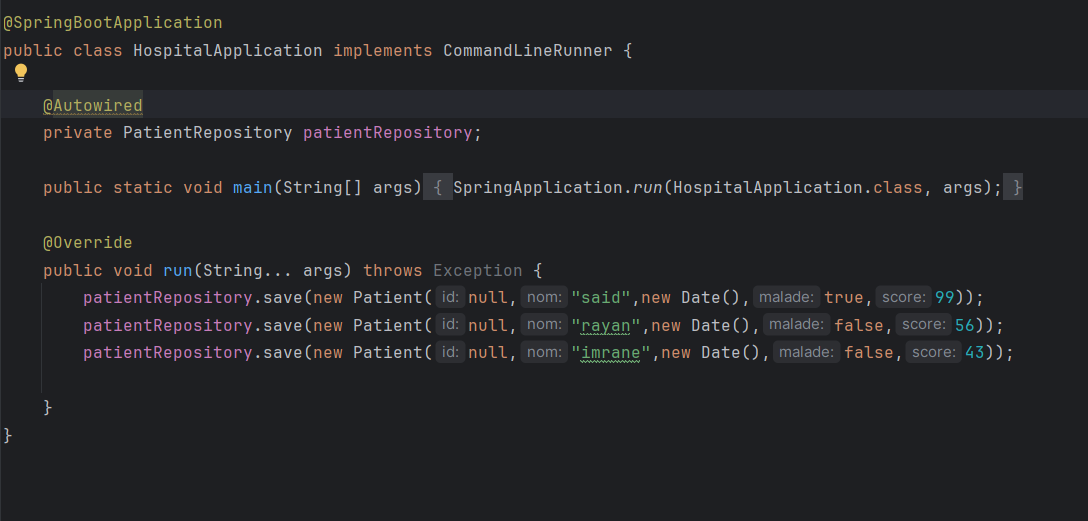 @SpringBootApplication
public class HospitalApplication implements CommandLineRunner {
@Autowired
private PatientRepository patientRepository;
public static void main(String[] args) { SpringApplication.run(HospitalApplication.class, args); }
@Override
public void run(String... args) throws Exception {
patientRepository.save(new Patient( id: null, nom: "said",new Date(), malade: true, score: 99));
patientRepository.save(new Patient( id: null, nom: "rayan",new Date(), malade: false, score: 56));
patientRepository.save(new Patient( id: null, nom: "imrane",new Date(), malade: false, score: 43));
}
}